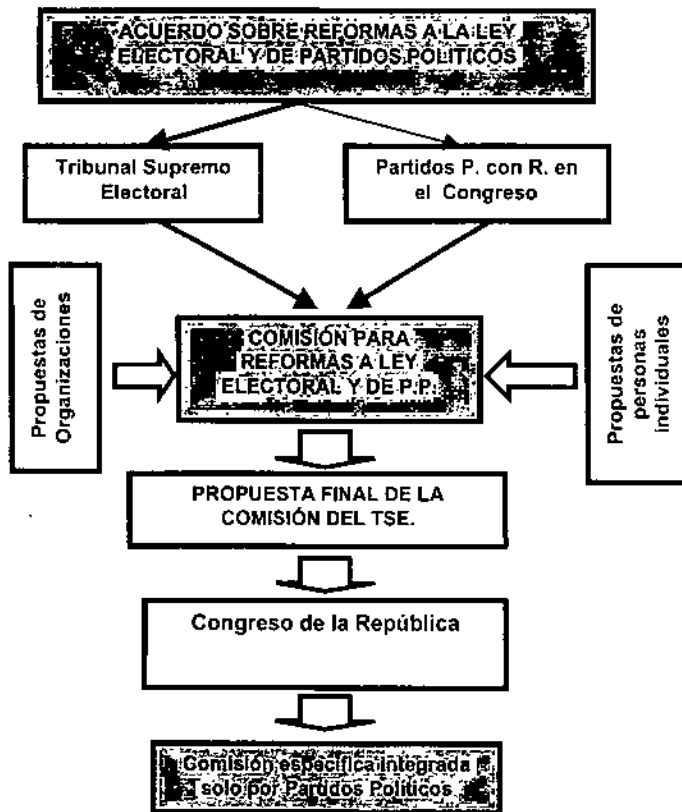 ACUERDO SOBRE REFORMAS A LA LEY
ELECTORAL Y DE PARTIDOS POLITICOS
Tribunal Supremo
Electoral
Partidos P. con R. en
el Congreso
Propuestas de
Organizaciones
COMISIÓN PARA
REFORMAS A LEY
ELECTORAL Y DE P.P.
Propuestas de
personas
individuales
PROPUESTA FINAL DE LA
COMISIÓN DEL TSE.
Congreso de la República
Comisión específica integrada
solo por Partidos Políticos